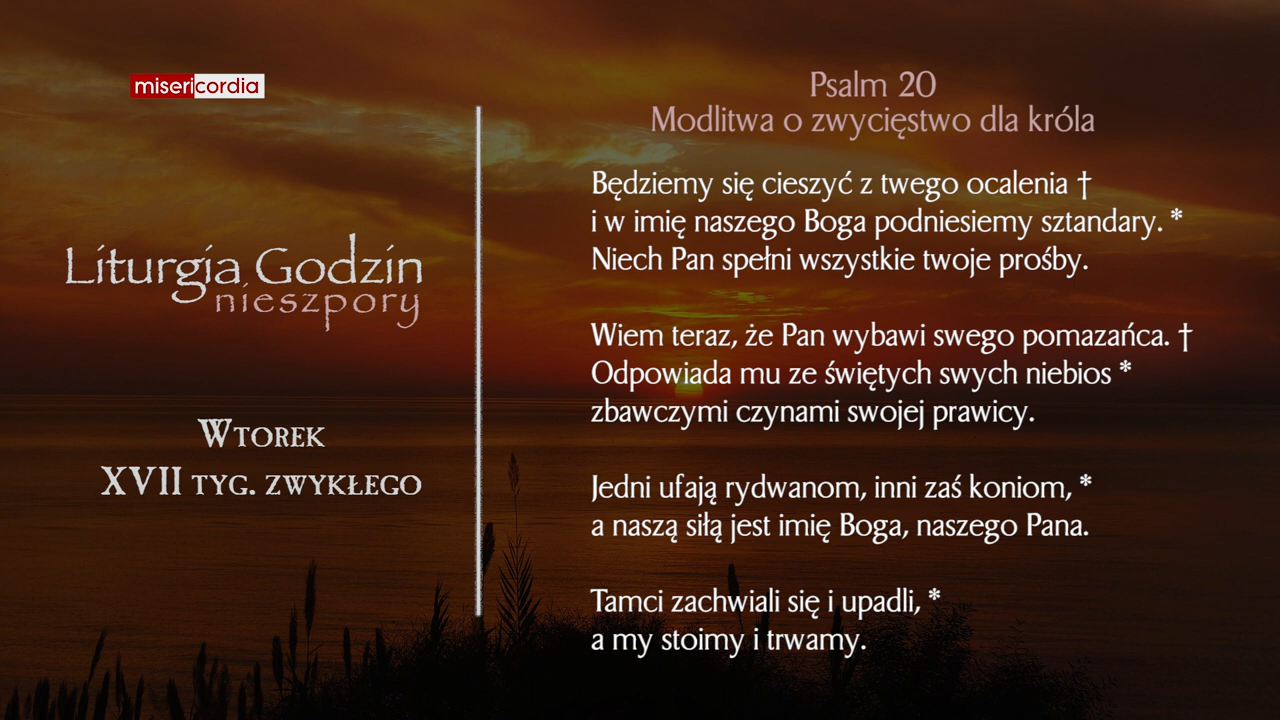 misericordia
Liturgia Godzin
nieszpory
Wtorek
XVII tyg. zwykłego
Psalm 20
Modlitwa o zwycięstwo dla króla
Będziemy się cieszyć z twego ocalenia †
i w imię naszego Boga podniesiemy sztandary. *
Niech Pan spełni wszystkie twoje prośby.
Wiem teraz, że Pan wybawi swego pomazańca. †
Odpowiada mu ze świętych swych niebios *
zbawczymi czynami swojej prawicy.
Jedni ufają rydwanom, inni zaś koniom, *
a naszą siłą jest imię Boga, naszego Pana.
Tamci zachwiali się i upadli, *
a my stoimy i trwamy.